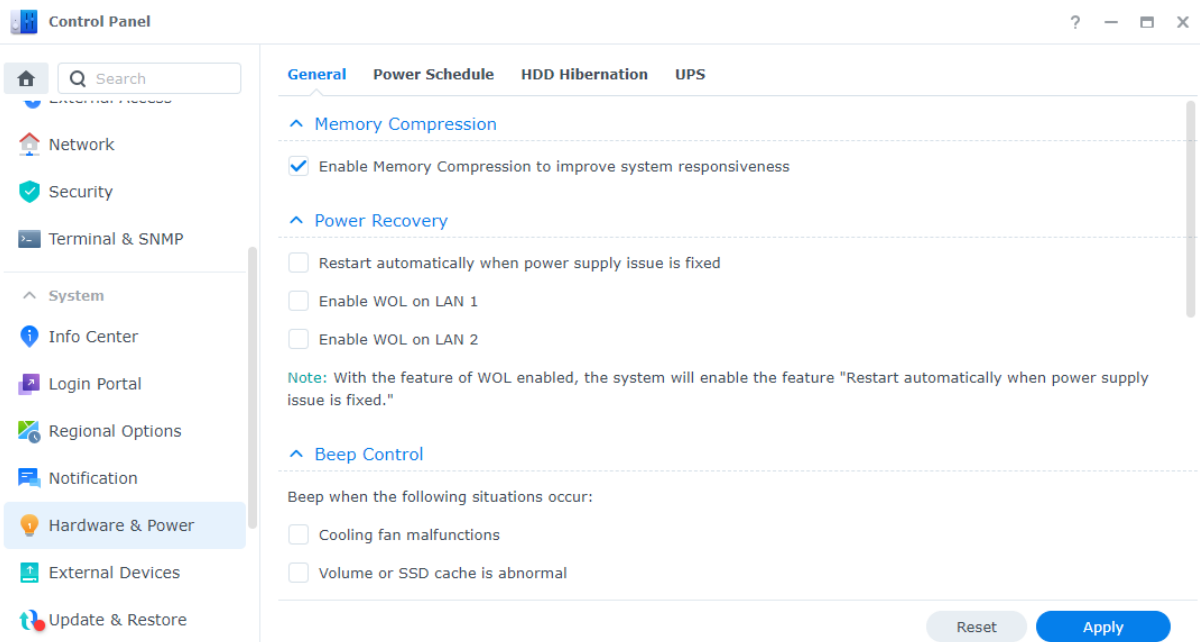 Control Panel
Search
External Access
Network
Security
Terminal & SNMP
System
Info Center
Login Portal
Regional Options
Notification
Hardware & Power
External Devices
Update & Restore
General Power Schedule HDD Hibernation UPS
Memory Compression
Enable Memory Compression to improve system responsiveness
Power Recovery
Restart automatically when power supply issue is fixed
Enable WOL on LAN 1
Enable WOL on LAN 2
Note: With the feature of WOL enabled, the system will enable the feature "Restart automatically when power supply
issue is fixed."
Beep Control
Beep when the following situations occur:
Cooling fan malfunctions
Volume or SSD cache is abnormal
Reset Apply